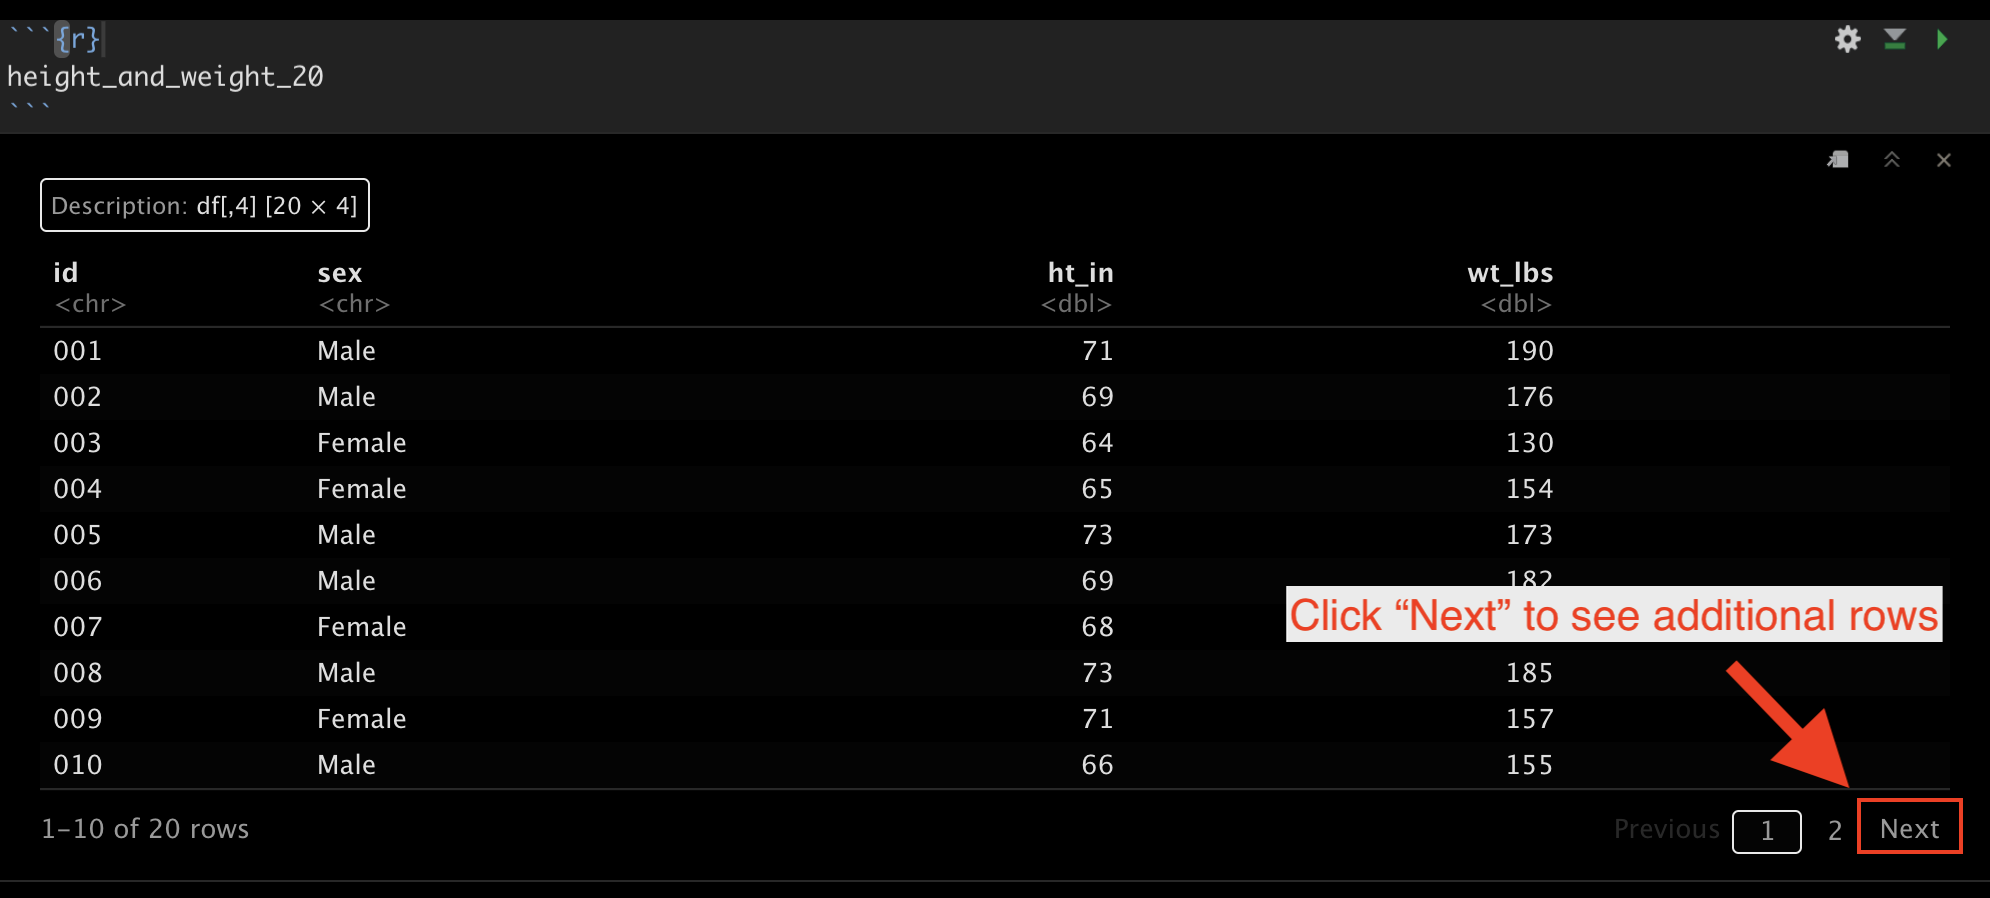 ```{r}
height_and_weight_20
```
Description: df[,4] [20 × 4]
id sex ht_in wt_lbs
<chr> <chr> <dbl> <dbl>
001 Male 71 190
002 Male 69 176
003 Female 64 130
004 Female 65 154
005 Male 73 173
006 Male 69 182
007 Female 68
Click “Next” to see additional rows
008 Male 73 185
009 Female 71 157
010 Male 66 155
1–10 of 20 rows Previous 1 2 Next